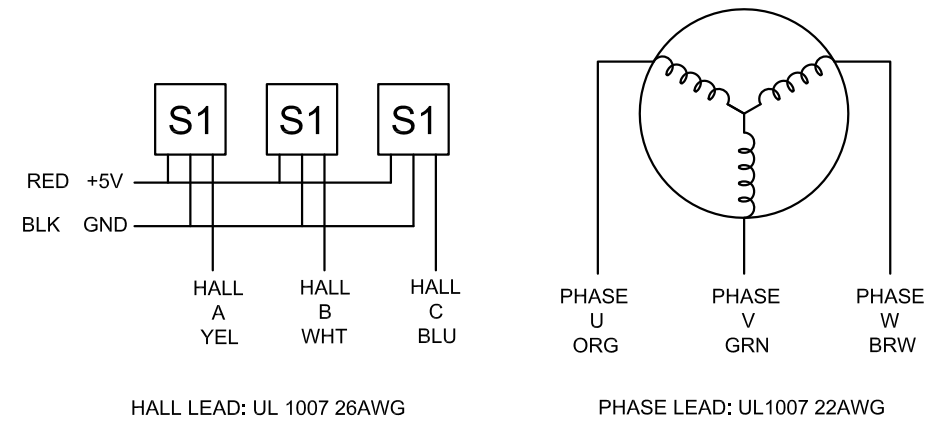 S1 S1 S1
RED +5V
BLK GND
HALL
A
YEL
HALL
B
WHT
HALL
C
BLU
HALL LEAD: UL 1007 26AWG
PHASE
U
ORG
PHASE
V
GRN
PHASE
W
BRW
PHASE LEAD: UL1007 22AWG